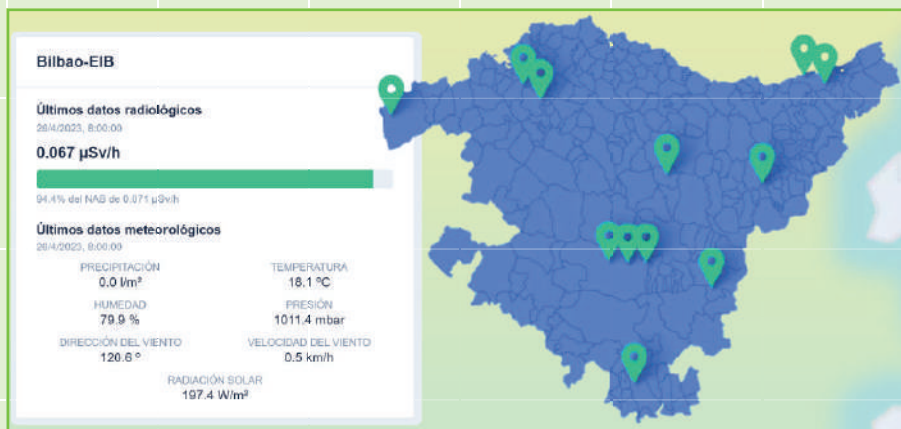 Bilbao-EIB
Últimos datos radiológicos
26/4/2023, 8:00:00
0.067 µSv/h
94.4% del NAB de 0.071 µSv/h
Últimos datos meteorológicos
26/4/2023, 8:00:00
PRECIPITACIÓN
0.0 l/m²
TEMPERATURA
18.1 ºC
HUMEDAD
79.9 %
PRESIÓN
1011.4 mbar
DIRECCIÓN DEL VIENTO
120.6 º
VELOCIDAD DEL VIENTO
0.5 km/h
RADIACIÓN SOLAR
197.4 W/m²